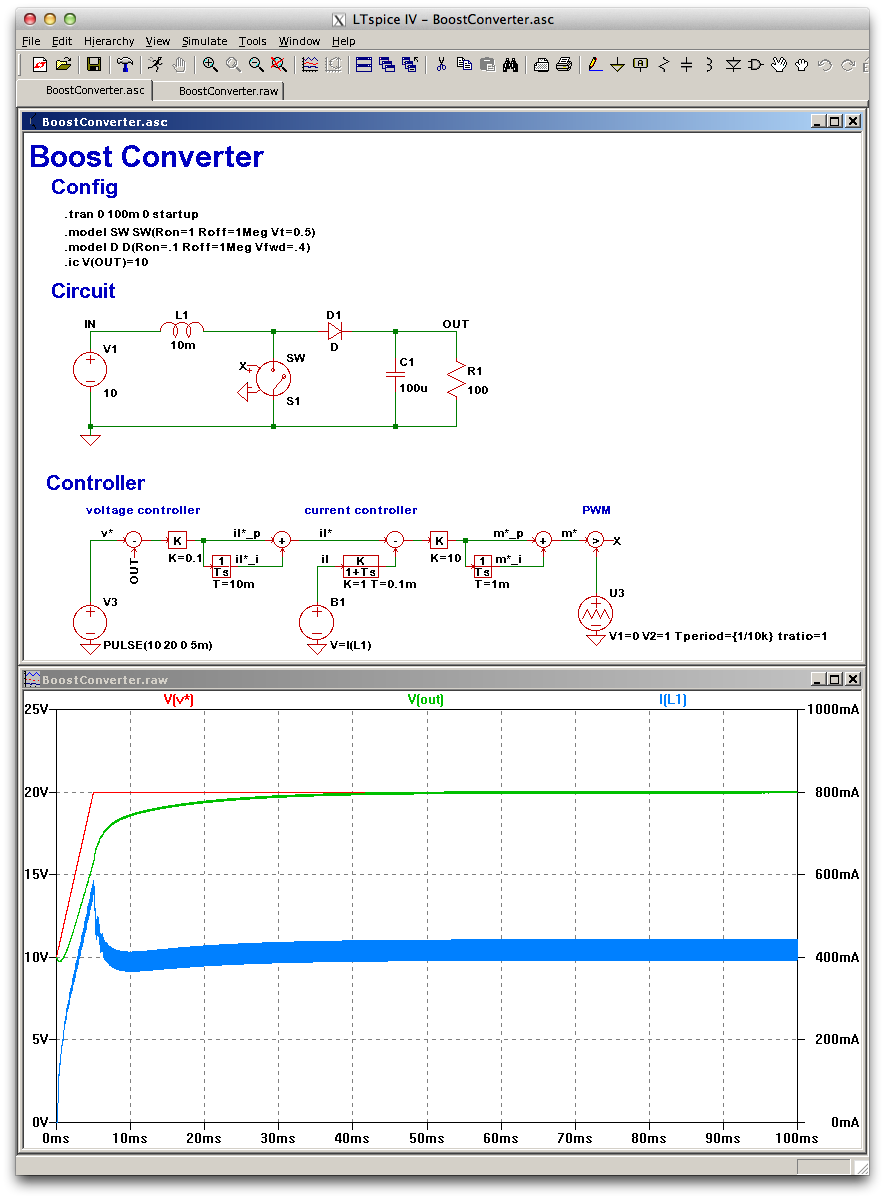 LTspice IV – BoostConverter.asc
File Edit Hierarchy View Simulate Tools Window Help
BoostConverter.asc BoostConverter.raw
BoostConverter.asc
Boost Converter
Config
.tran 0 100m 0 startup
.model SW SW(Ron=1 Roff=1Meg Vt=0.5)
.model D D(Ron=.1 Roff=1Meg Vfwd=.4)
.ic V(OUT)=10
Circuit
IN L1 D1 OUT
10m D
V1 X SW C1 R1
10 S1 100u 100
Controller
voltage controller current controller PWM
v* - K il*_p + il* - K m*_p + m* > X
K=0.1 1 il*_i il K K=10 1 m*_i
OUT Ts 1+Ts Ts
T=10m K=1 T=0.1m T=1m
V3 B1 U3
PULSE(10 20 0 5m) V=I(L1) V1=0 V2=1 Tperiod={1/10k} tratio=1
BoostConverter.raw
V(v*) V(out) I(L1)
25V 1000mA
20V 800mA
15V 600mA
10V 400mA
5V 200mA
0V 0mA
0ms 10ms 20ms 30ms 40ms 50ms 60ms 70ms 80ms 90ms 100ms